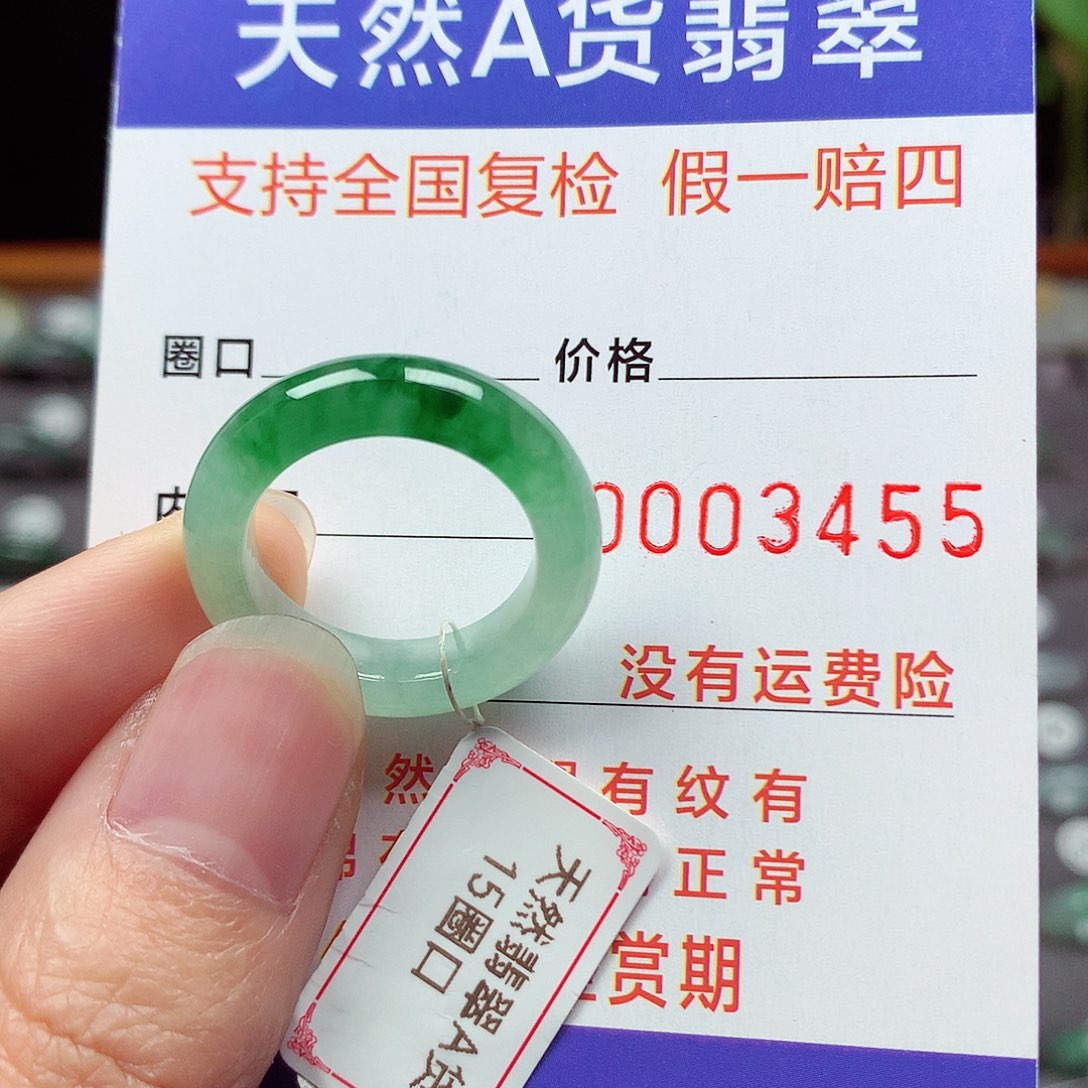 天然A货翡翠
支持全国复检 假一赔四
圈口 价格
内 0003455
没有运费险
然 有纹有
正常
赏期
天然翡翠A货
15圈口